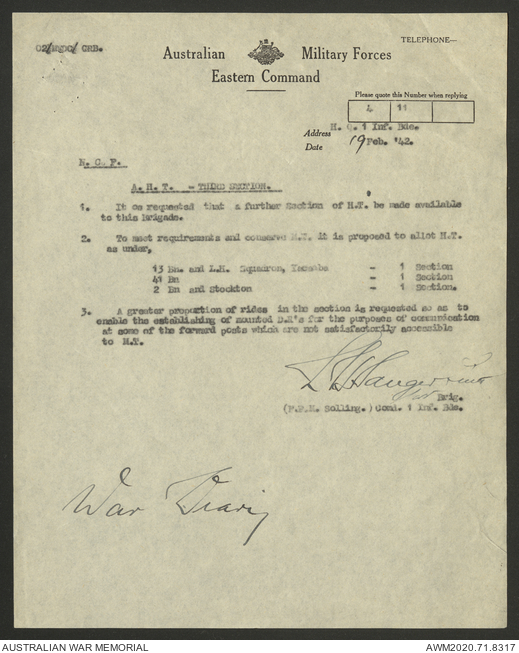 TELEPHONE—
Australian Military Forces
Eastern Command
Please quote this Number when replying
4 11
Address H. Q. 1 Inf. Bde.
Date 19 Feb. '42.
N. C. F.
A. H. T. - THIRD SECTION.
1. It os requested that a further Section of H.T. be made available
to this Brigade.
2. To meet requirements and conserve M.T. it is proposed to allot H.T.
as under,
13 Bn. and L.H. Squadron, - 1 Section
41 Bn - 1 Section
2 Bn and Stockton - 1 Section.
3. A greater proportion of rides in the section is requested so as to
enable the establishing of mounted D.R's for the purposes of communication
at some of the forward posts which are not satisfactorily accessible
to M.T.
for Brig.
(F.P.M. Solling.) Comd. 1 Inf. Bde.
War Diary
AUSTRALIAN WAR MEMORIAL
AWM2020.71.8317